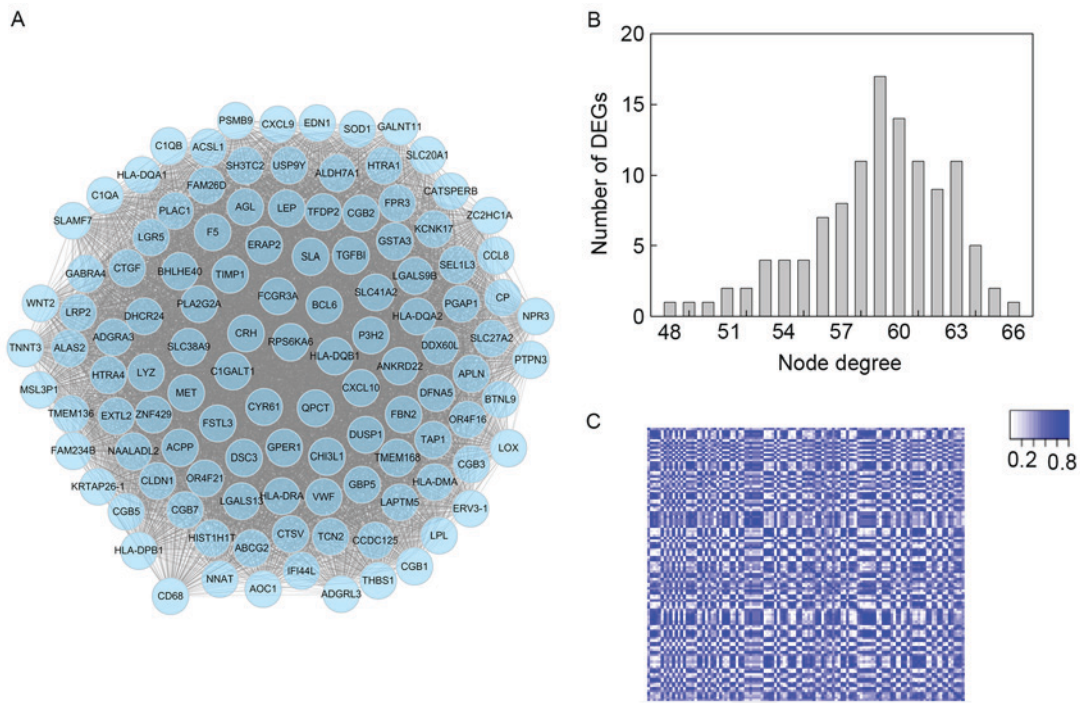 A
PSMB9 CXCL9 EDN1 SOD1 GALNT11
C1QB ACSL1 SH3TC2 USP9Y ALDH7A1 HTRA1 SLC20A1
HLA-DQA1 FAM26D CATSPERB
C1QA PLAC1 AGL LEP TFDP2 CGB2 FPR3 ZC2HC1A
SLAMF7 LGR5 F5 ERAP2 SLA TGFBI GSTA3 KCNK17 CCL8
GABRA4 CTGF BHLHE40 TIMP1 LGALS9B SEL1L3
WNT2 LRP2 DHCR24 PLA2G2A FCGR3A BCL6 SLC41A2 HLA-DQA2 PGAP1 CP NPR3
TNNT3 ALAS2 ADGRA3 SLC38A9 CRH RPS6KA6 P3H2 DDX60L SLC27A2 PTPN3
HLA-DQB1
MSL3P1 HTRA4 LYZ C1GALT1 ANKRD22 APLN
MET CXCL10 DFNA5 BTNL9
TMEM136 EXTL2 ZNF429 FSTL3 CYR61 QPCT FBN2 OR4F16
FAM234B NAALADL2 ACPP DSC3 GPER1 CHI3L1 DUSP1 TMEM168 TAP1 CGB3 LOX
KRTAP26-1 CLDN1 OR4F21 GBP5 HLA-DMA
CGB5 CGB7 LGALS13 HLA-DRA VWF LAPTM5 ERV3-1
HLA-DPB1 HIST1H1T ABCG2 CTSV TCN2 CCDC125 LPL
CD68 NNAT AOC1 IFI44L ADGRL3 THBS1 CGB1
B
20
15
10
5
0
Number of DEGs
48 51 54 57 60 63 66
Node degree
C
0.2 0.8